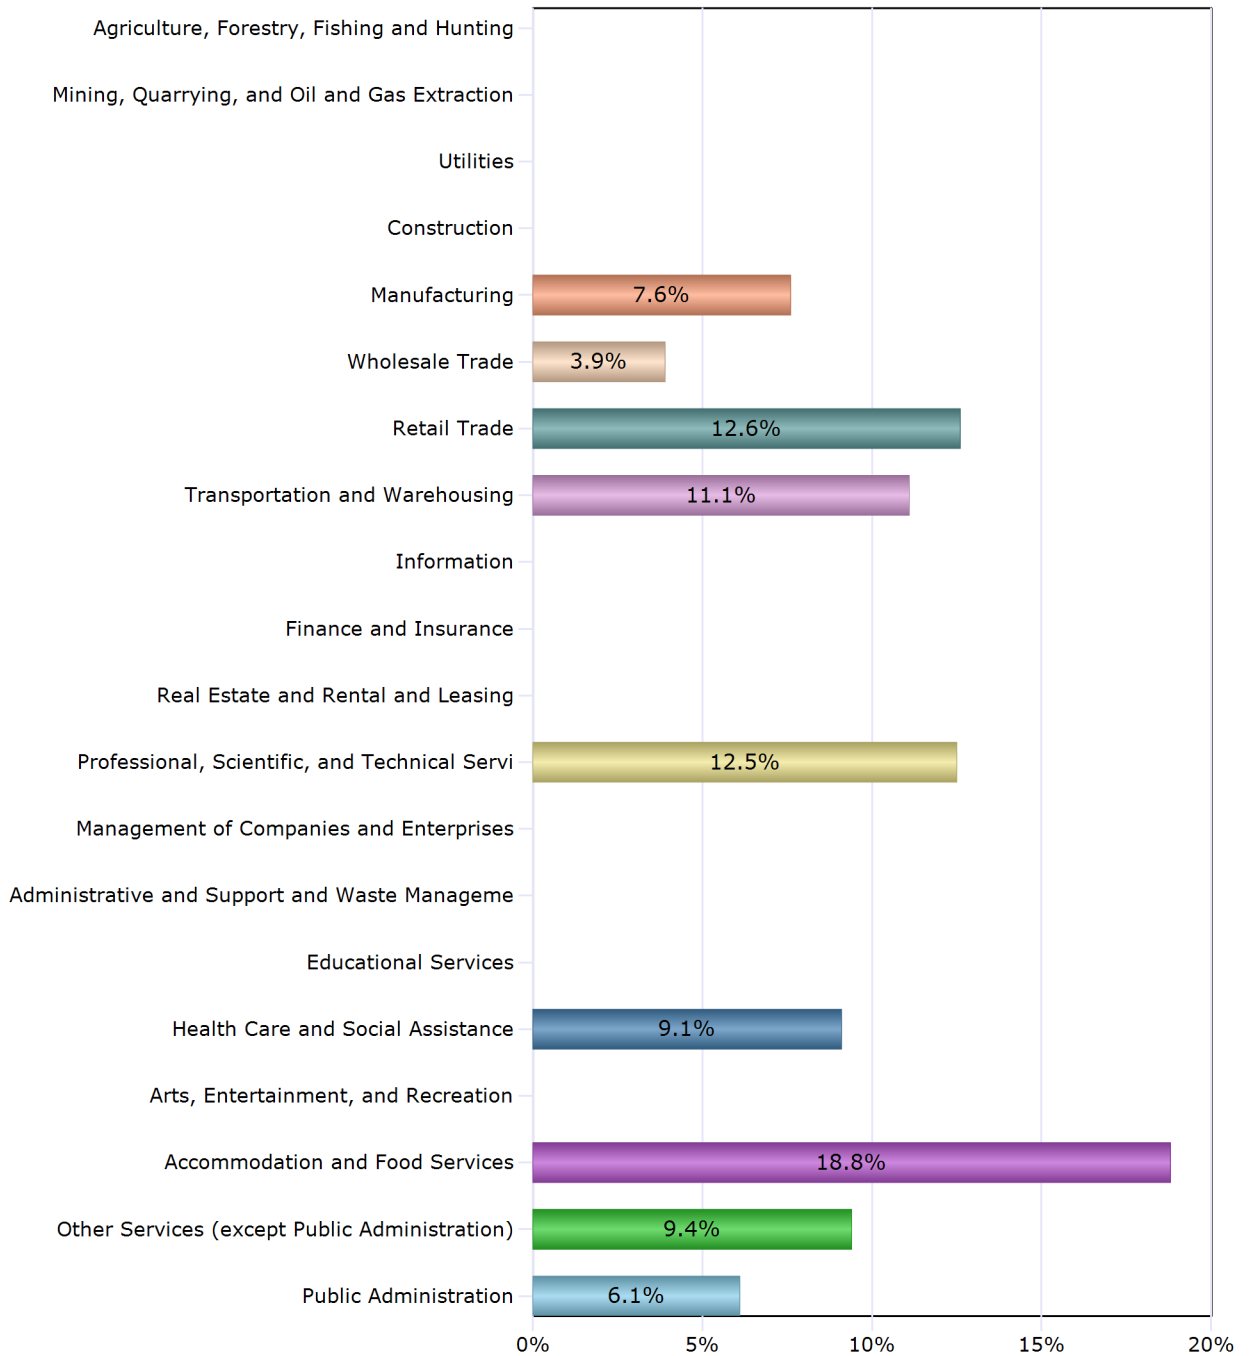 Agriculture, Forestry, Fishing and Hunting
Mining, Quarrying, and Oil and Gas Extraction
Utilities
Construction
Manufacturing
7.6%
Wholesale Trade
3.9%
Retail Trade
12.6%
Transportation and Warehousing
11.1%
Information
Finance and Insurance
Real Estate and Rental and Leasing
Professional, Scientific, and Technical Servi
12.5%
Management of Companies and Enterprises
Administrative and Support and Waste Manageme
Educational Services
Health Care and Social Assistance
9.1%
Arts, Entertainment, and Recreation
Accommodation and Food Services
18.8%
Other Services (except Public Administration)
9.4%
Public Administration
6.1%
0% 5% 10% 15% 20%